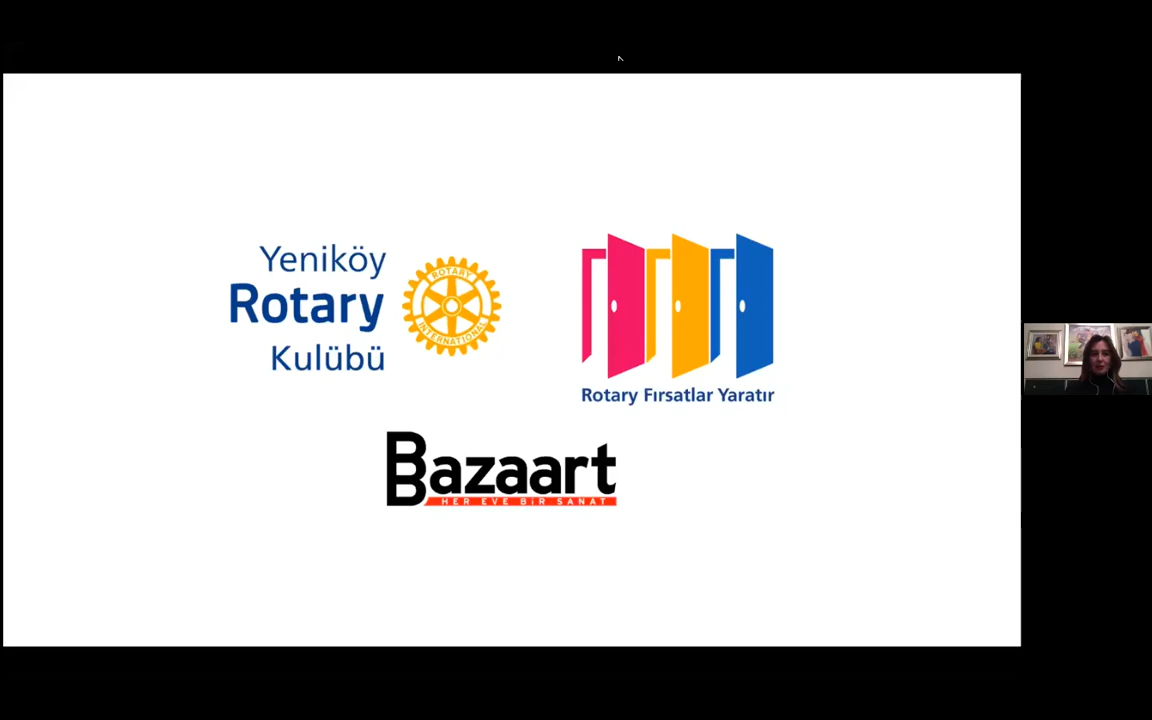 Yeniköy
Rotary
Kulübü
ROTARY
INTERNATIONAL
Rotary Fırsatlar Yaratır
Bazaart
HER EVE BİR SANAT